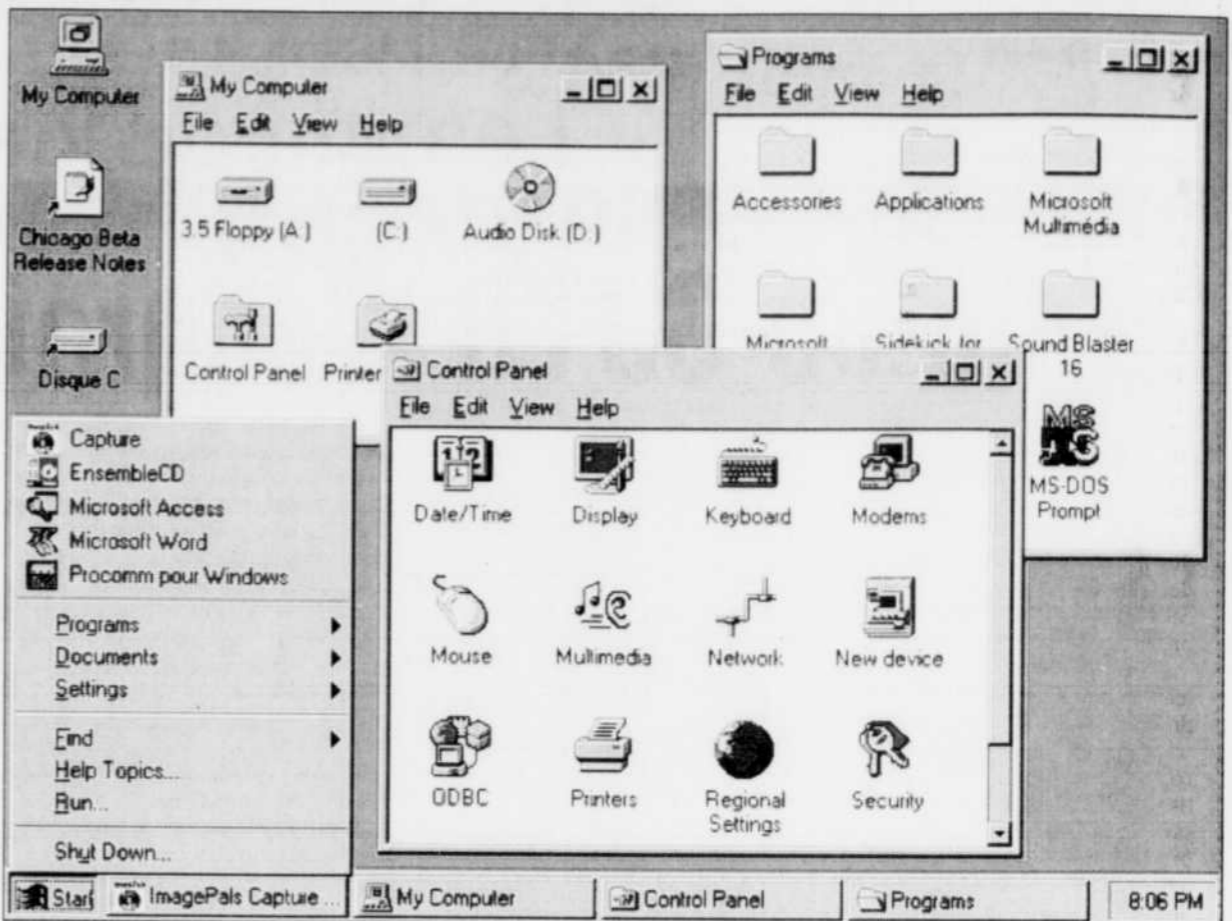 My Computer
Chicago Beta
Release Notes
Disque C
My Computer
File Edit View Help
3.5 Floppy (A:)
(C:)
Audio Disk (D:)
Control Panel
Printer
Programs
File Edit View Help
Accessories
Applications
Microsoft
Multimédia
Microsoft
Sidekick for
Sound Blaster
16
MS-DOS
Prompt
Control Panel
File Edit View Help
Date/Time
Display
Keyboard
Modems
Mouse
Multimedia
Network
New device
ODBC
Printers
Regional
Settings
Security
Capture
EnsembleCD
Microsoft Access
Microsoft Word
Procomm pour Windows
Programs
Documents
Settings
Find
Help Topics...
Run...
Shut Down...
Start
ImagePals Capture ...
My Computer
Control Panel
Programs
8:06 PM